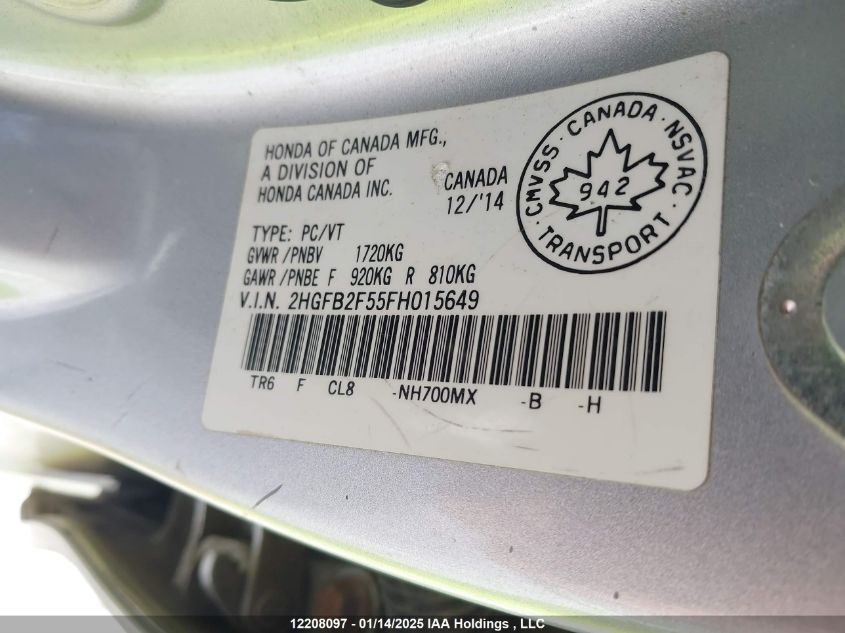 HONDA OF CANADA MFG.,
A DIVISION OF
HONDA CANADA INC.
CANADA
12/'14
TYPE: PC/VT
GVWR/PNBV 1720KG
GAWR/PNBE F 920KG R 810KG
V.I.N. 2HGFB2F55FH015649
TR6 F CL8 -NH700MX -B -H
CMVSS · CANADA · NSVAC · TRANSPORT ·
942
12208097 - 01/14/2025 IAA Holdings , LLC